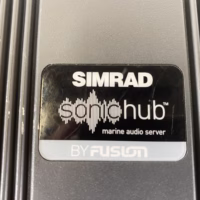 SIMRAD
sonichub™
marine audio server
BY FUSION